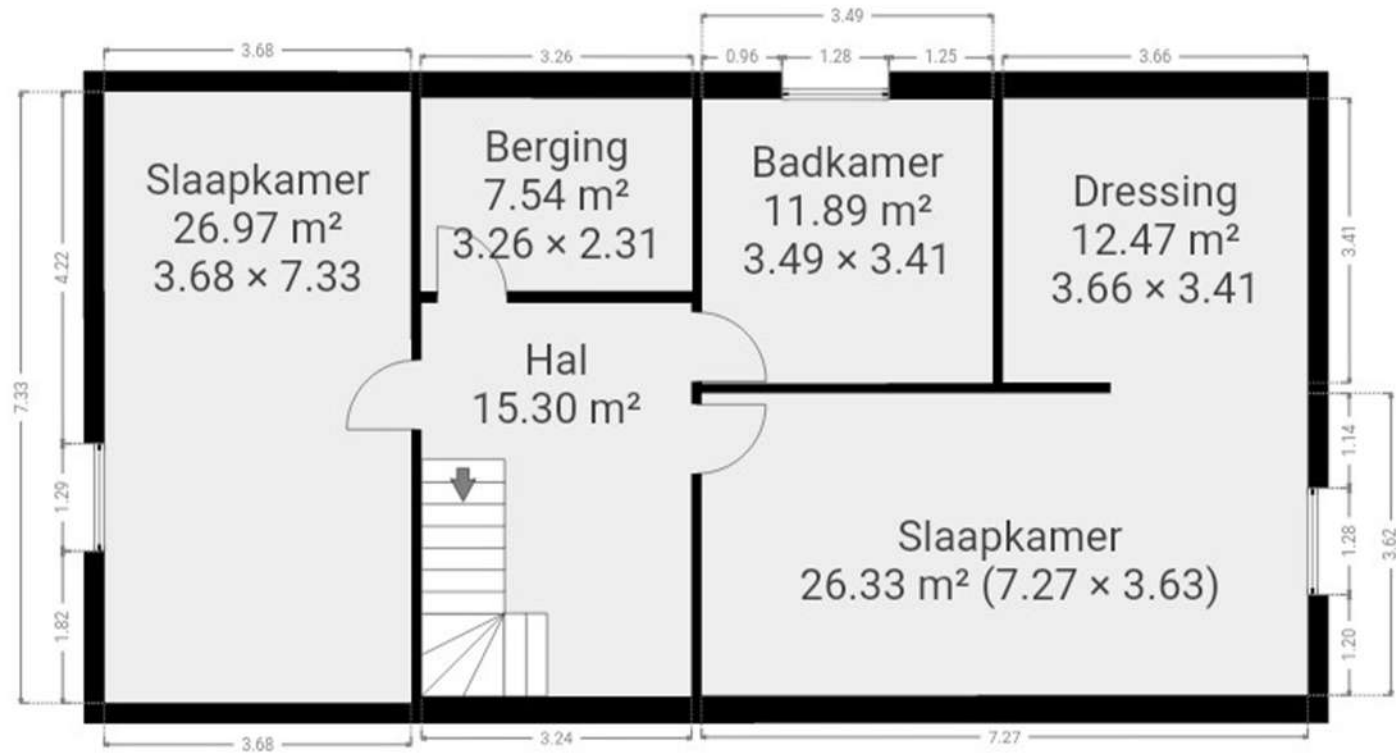 3.49
3.68
3.26
0.96
1.28
1.25
3.66
Slaapkamer
26.97 m²
3.68 × 7.33
Berging
7.54 m²
3.26 × 2.31
Badkamer
11.89 m²
3.49 × 3.41
Dressing
12.47 m²
3.66 × 3.41
4.22
3.41
7.33
Hal
15.30 m²
1.14
1.29
Slaapkamer
26.33 m² (7.27 × 3.63)
1.28
3.62
1.82
1.20
3.68
3.24
7.27